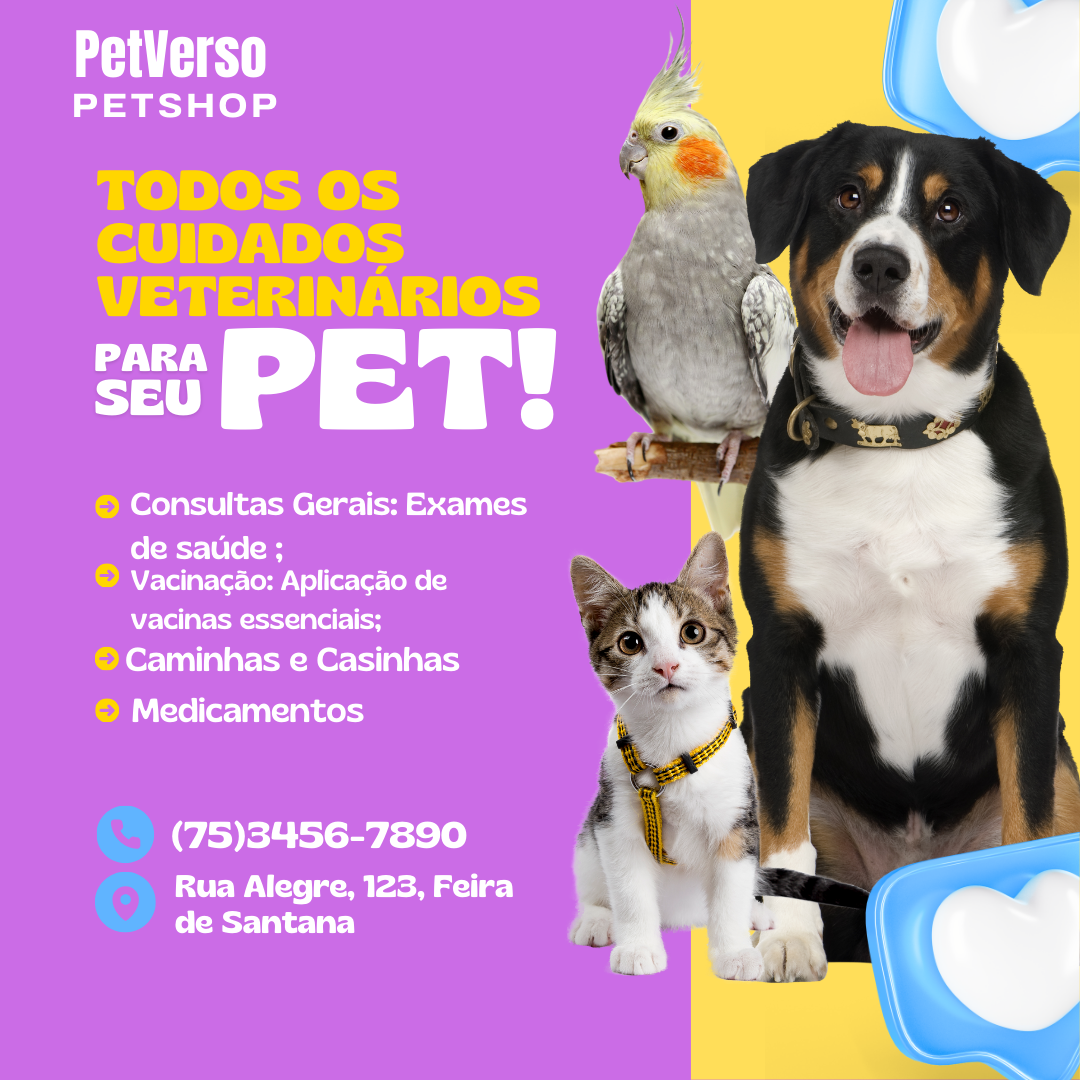 PetVerso
PETSHOP
TODOS OS
CUIDADOS
VETERINÁRIOS
PARA
SEU PET!
Consultas Gerais: Exames
de saúde ;
Vacinação: Aplicação de
vacinas essenciais;
Caminhas e Casinhas
Medicamentos
(75)3456-7890
Rua Alegre, 123, Feira
de Santana